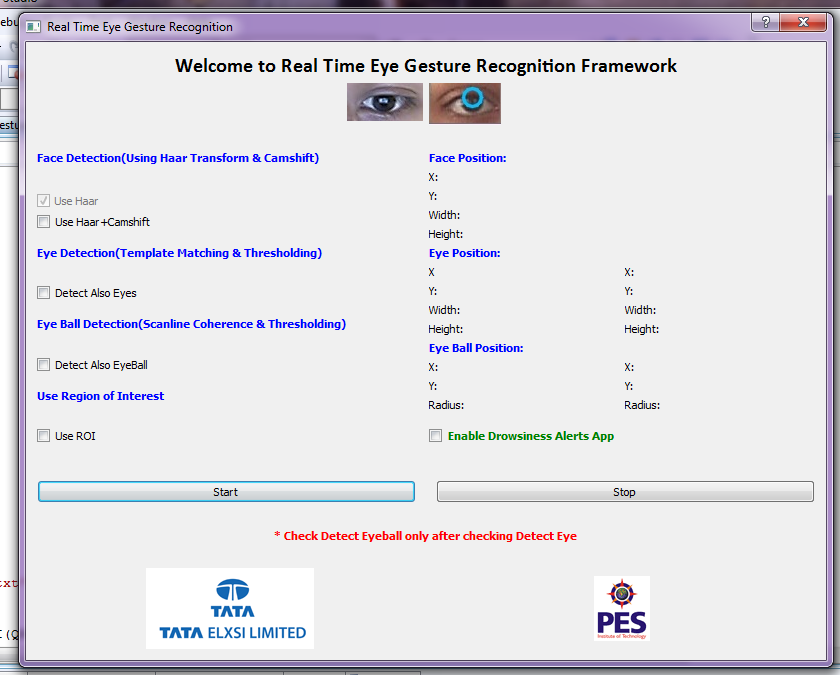 Studio
ebu
Real Time Eye Gesture Recognition
?
Welcome to Real Time Eye Gesture Recognition Framework
Face Detection(Using Haar Transform & Camshift)
Use Haar
Use Haar+Camshift
Eye Detection(Template Matching & Thresholding)
Detect Also Eyes
Eye Ball Detection(Scanline Coherence & Thresholding)
Detect Also EyeBall
Use Region of Interest
Use ROI
Face Position:
X:
Y:
Width:
Height:
Eye Position:
X X:
Y: Y:
Width: Width:
Height: Height:
Eye Ball Position:
X: X:
Y: Y:
Radius: Radius:
Enable Drowsiness Alerts App
Start Stop
* Check Detect Eyeball only after checking Detect Eye
TATA
TATA ELXSI LIMITED
PES
Institute of Technology
estu
txt
(Q